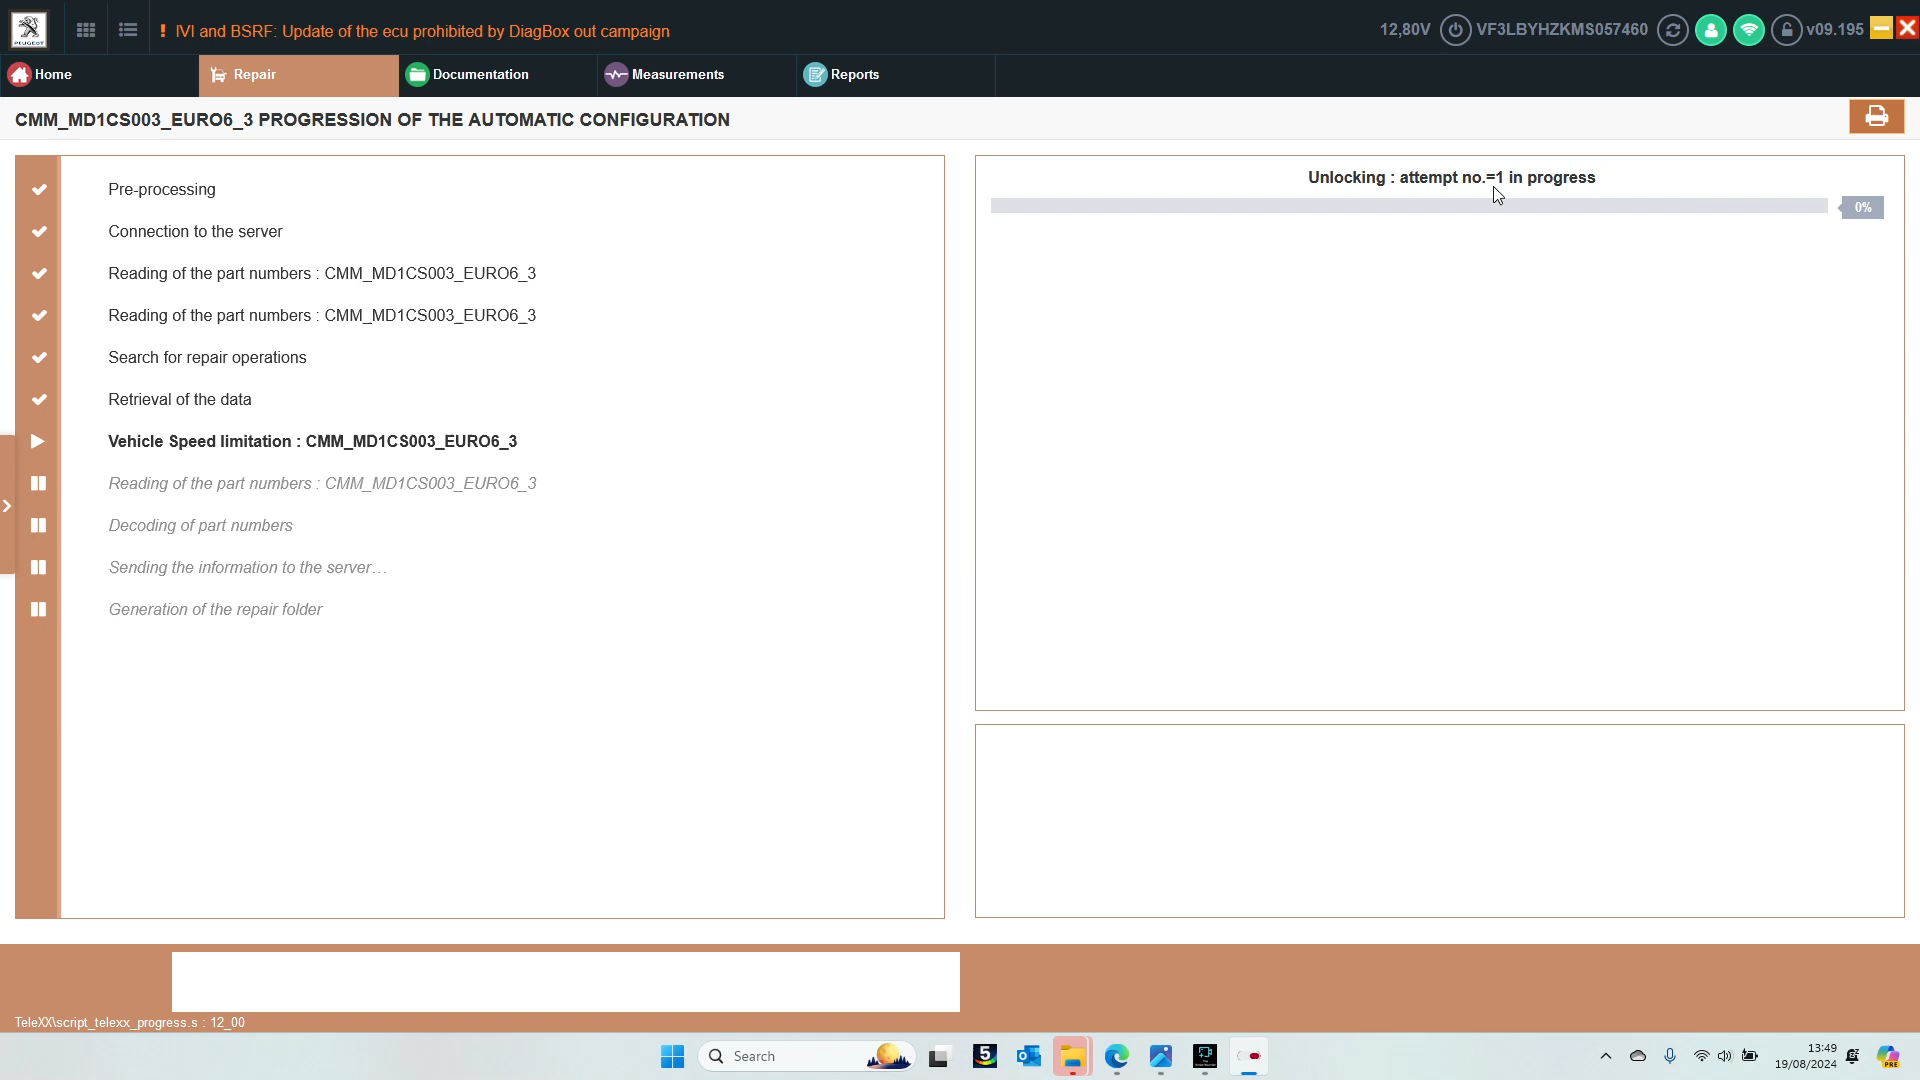 PEUGEOT
! IVI and BSRF: Update of the ecu prohibited by DiagBox out campaign
12,80V VF3LBYHZKMS057460 v09.195
Home Repair Documentation Measurements Reports
CMM_MD1CS003_EURO6_3 PROGRESSION OF THE AUTOMATIC CONFIGURATION
Pre-processing
Connection to the server
Reading of the part numbers : CMM_MD1CS003_EURO6_3
Reading of the part numbers : CMM_MD1CS003_EURO6_3
Search for repair operations
Retrieval of the data
Vehicle Speed limitation : CMM_MD1CS003_EURO6_3
Reading of the part numbers : CMM_MD1CS003_EURO6_3
Decoding of part numbers
Sending the information to the server…
Generation of the repair folder
Unlocking : attempt no.=1 in progress
0%
TeleXX\script_telexx_progress.s : 12_00
Search
5
13:49
19/08/2024
PRE